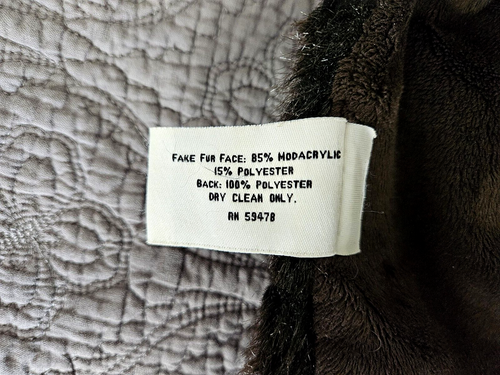 FAKE FUR FACE: 85% MODACRYLIC
15% POLYESTER
BACK: 100% POLYESTER
DRY CLEAN ONLY.
RN 59478